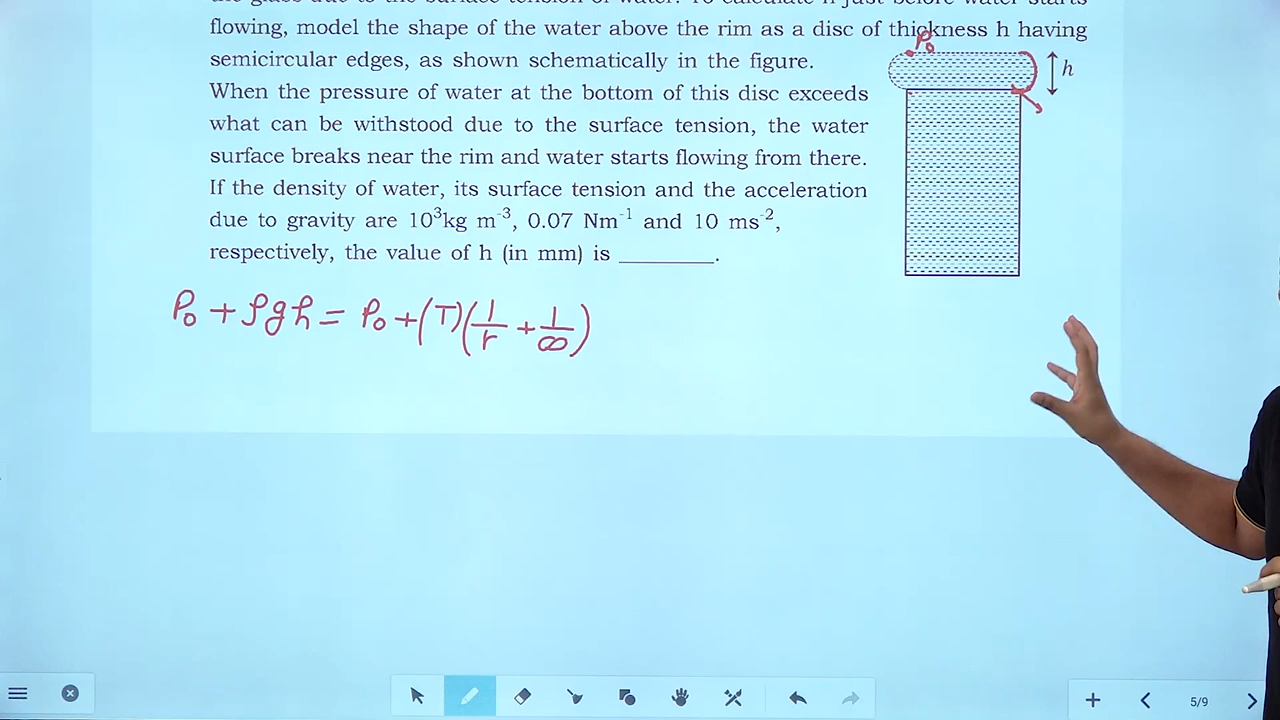 flowing, model the shape of the water above the rim as a disc of thickness h having
semicircular edges, as shown schematically in the figure.
When the pressure of water at the bottom of this disc exceeds
what can be withstood due to the surface tension, the water
surface breaks near the rim and water starts flowing from there.
If the density of water, its surface tension and the acceleration
due to gravity are 10³kg m⁻³, 0.07 Nm⁻¹ and 10 ms⁻²,
respectively, the value of h (in mm) is ________.
P₀
h
P₀ + ρgh = P₀ + (T)(1/r + 1/∞)
5/9